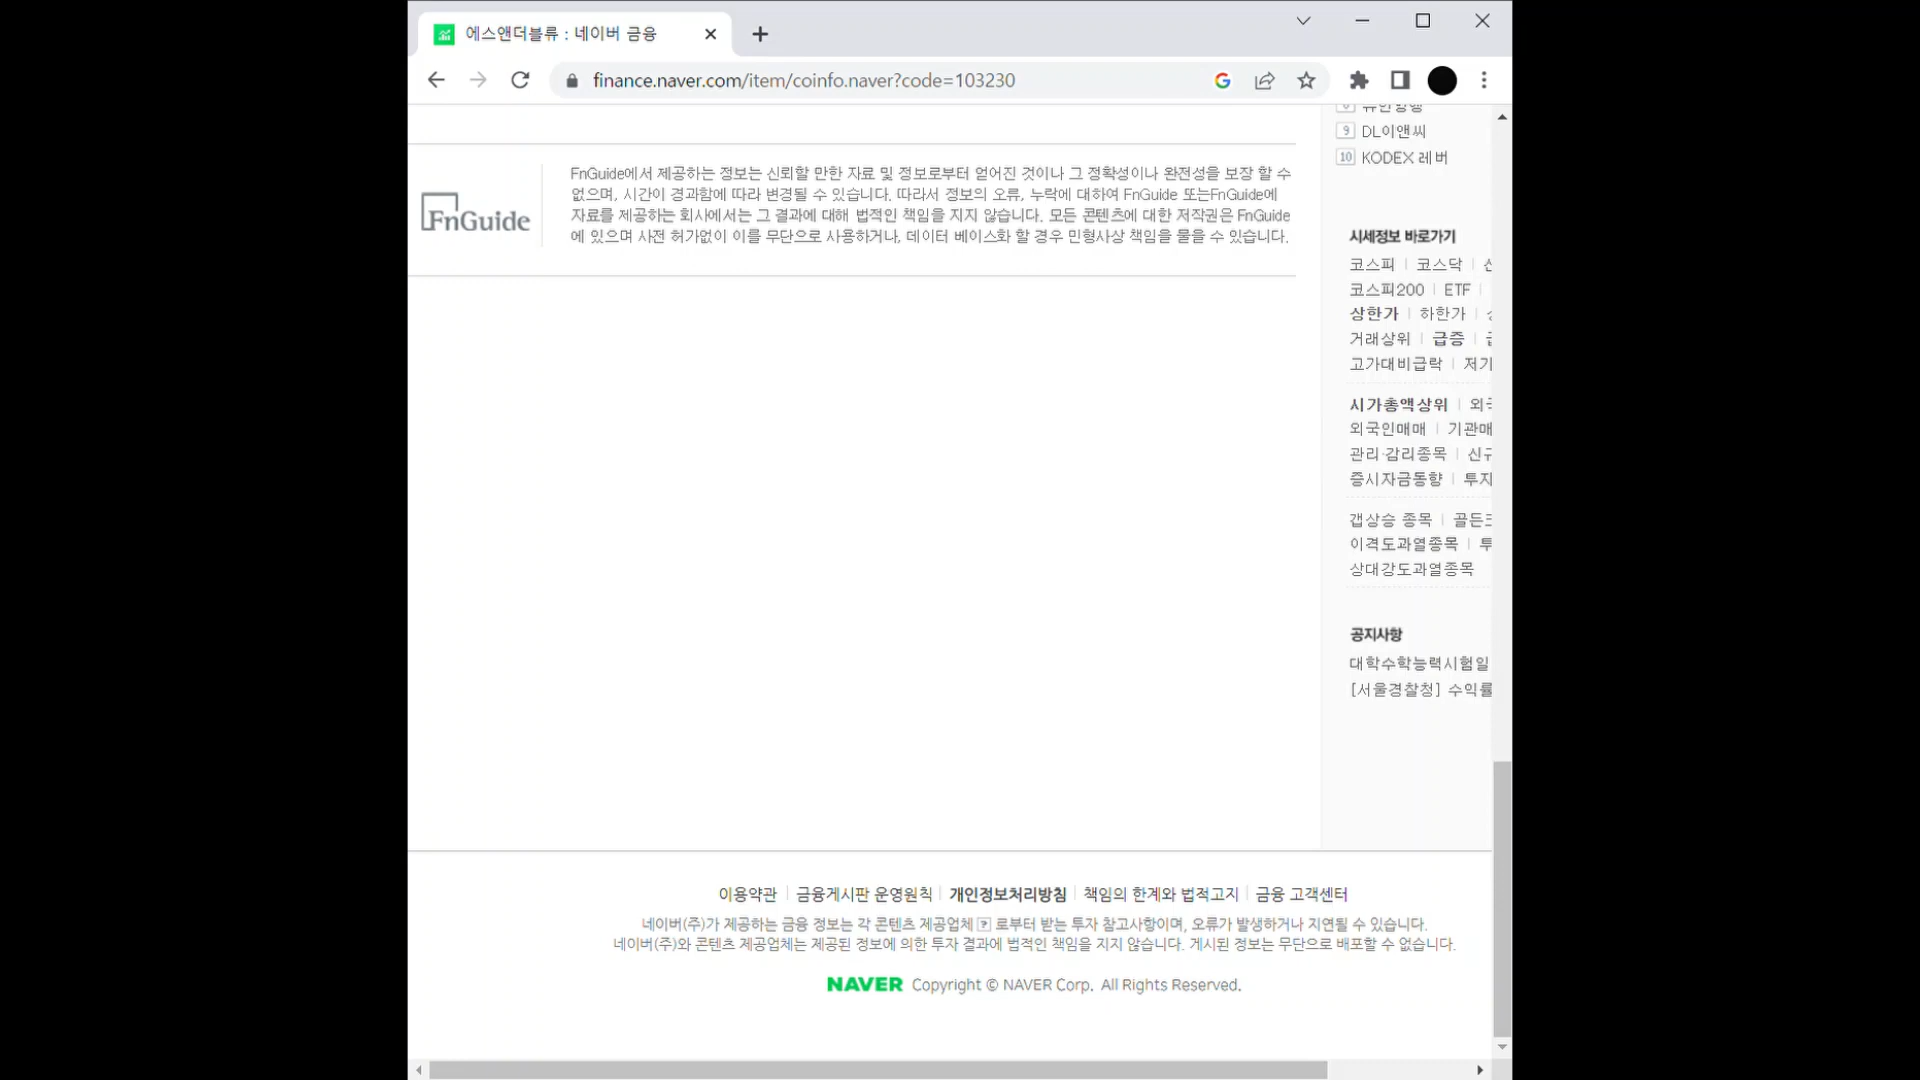 에스앤더블류 : 네이버 금융
finance.naver.com/item/coinfo.naver?code=103230
9 DL이앤씨
10 KODEX 레버
FnGuide
FnGuide에서 제공하는 정보는 신뢰할 만한 자료 및 정보로부터 얻어진 것이나 그 정확성이나 완전성을 보장 할 수
없으며, 시간이 경과함에 따라 변경될 수 있습니다. 따라서 정보의 오류, 누락에 대하여 FnGuide 또는FnGuide에
자료를 제공하는 회사에서는 그 결과에 대해 법적인 책임을 지지 않습니다. 모든 콘텐츠에 대한 저작권은 FnGuide
에 있으며 사전 허가없이 이를 무단으로 사용하거나, 데이터 베이스화 할 경우 민형사상 책임을 물을 수 있습니다.
시세정보 바로가기
코스피 | 코스닥 |
코스피200 | ETF |
상한가 | 하한가 |
거래상위 | 급증 |
고가대비급락 | 저가
시가총액상위 | 외국
외국인매매 | 기관매
관리·감리종목 | 신규
증시자금동향 | 투자
갭상승 종목 | 골든크
이격도과열종목 | 투
상대강도과열종목
공지사항
대학수학능력시험일
[서울경찰청] 수익률
이용약관 | 금융게시판 운영원칙 | 개인정보처리방침 | 책임의 한계와 법적고지 | 금융 고객센터
네이버(주)가 제공하는 금융 정보는 각 콘텐츠 제공업체 ? 로부터 받는 투자 참고사항이며, 오류가 발생하거나 지연될 수 있습니다.
네이버(주)와 콘텐츠 제공업체는 제공된 정보에 의한 투자 결과에 법적인 책임을 지지 않습니다. 게시된 정보는 무단으로 배포할 수 없습니다.
NAVER Copyright © NAVER Corp. All Rights Reserved.